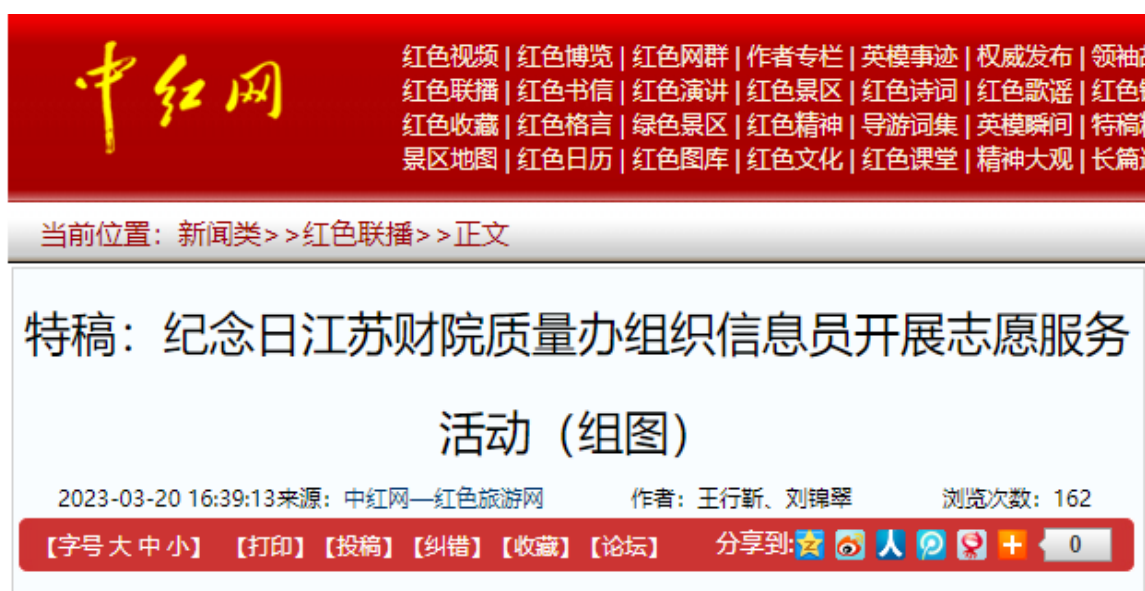 中红网
红色视频 | 红色博览 | 红色网群 | 作者专栏 | 英模事迹 | 权威发布 | 领袖
红色联播 | 红色书信 | 红色演讲 | 红色景区 | 红色诗词 | 红色歌谣 | 红色
红色收藏 | 红色格言 | 绿色景区 | 红色精神 | 导游词集 | 英模瞬间 | 特稿
景区地图 | 红色日历 | 红色图库 | 红色文化 | 红色课堂 | 精神大观 | 长篇
当前位置：新闻类>>红色联播>>正文
特稿：纪念日江苏财院质量办组织信息员开展志愿服务
活动（组图）
2023-03-20 16:39:13来源：中红网—红色旅游网 作者：王行靳、刘锦翠 浏览次数：162
【字号 大 中 小】 【打印】【投稿】【纠错】【收藏】【论坛】 分享到: 0